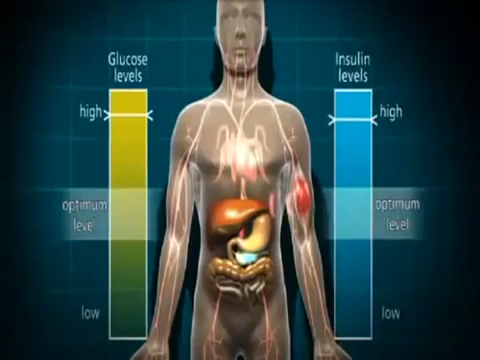 Glucose
levels
high
optimum
level
low
Insulin
levels
high
optimum
level
low